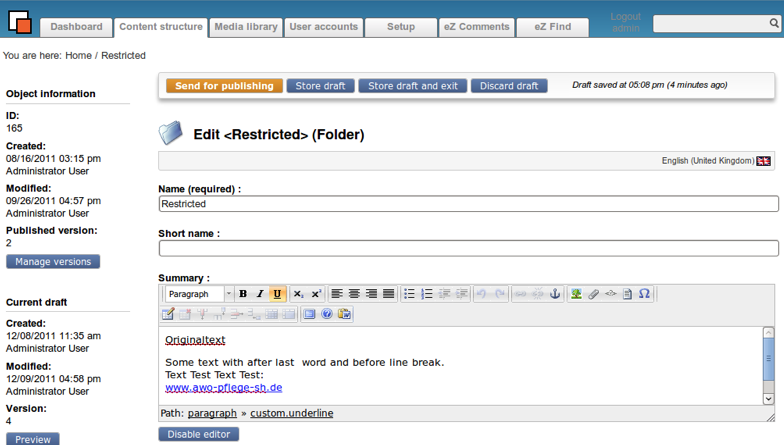 Dashboard Content structure Media library User accounts Setup eZ Comments eZ Find Logout
admin
You are here: Home / Restricted
Send for publishing Store draft Store draft and exit Discard draft Draft saved at 05:08 pm (4 minutes ago)
Object information
ID:
165
Created:
08/16/2011 03:15 pm
Administrator User
Modified:
09/26/2011 04:57 pm
Administrator User
Published version:
2
Manage versions
Current draft
Created:
12/08/2011 11:35 am
Administrator User
Modified:
12/09/2011 04:58 pm
Administrator User
Version:
4
Preview
Edit <Restricted> (Folder)
English (United Kingdom)
Name (required) :
Restricted
Short name :
Summary :
Paragraph B I U
Originaltext
Some text with after last word and before line break.
Text Test Text Test:
www.awo-pflege-sh.de
Path: paragraph » custom.underline
Disable editor